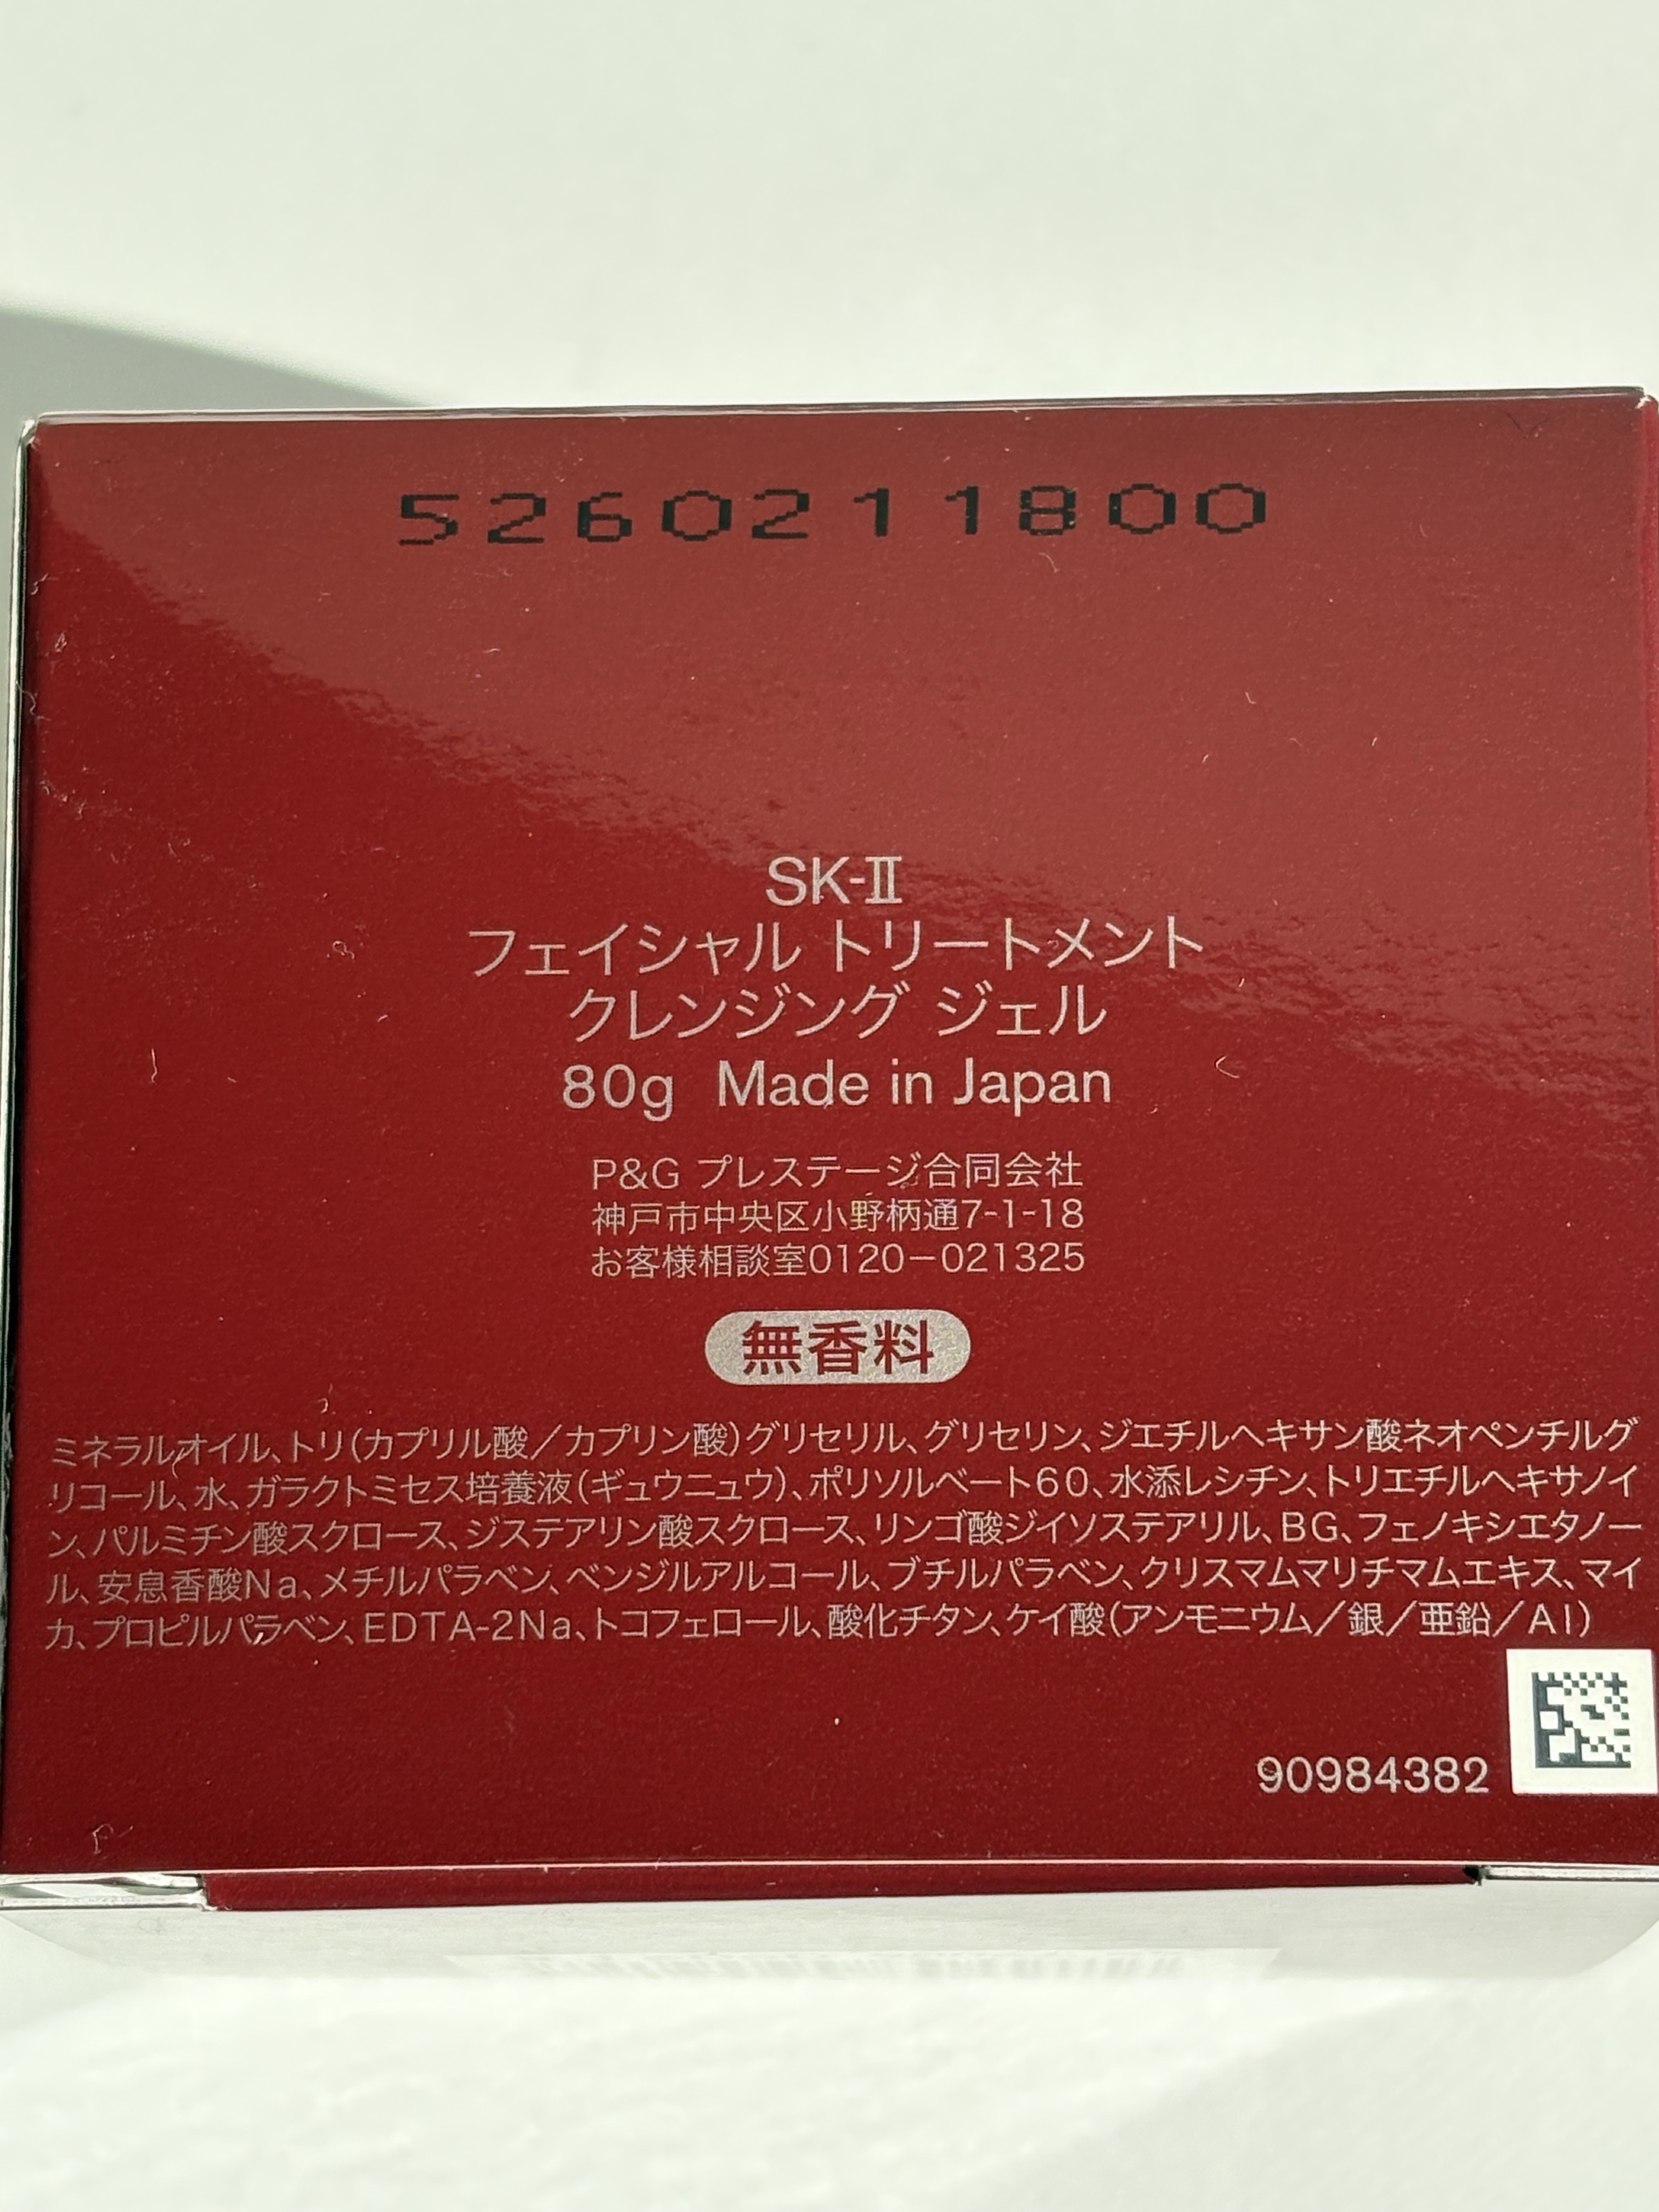 5260211800
SK-Ⅱ
フェイシャル トリートメント
クレンジング ジェル
80g Made in Japan
P&G プレステージ合同会社
神戸市中央区小野柄通7-1-18
お客様相談室0120－021325
無香料
ミネラルオイル、トリ(カプリル酸／カプリン酸)グリセリル、グリセリン、ジエチルヘキサン酸ネオペンチルグ
リコール、水、ガラクトミセス培養液(ギュウニュウ)、ポリソルベート60、水添レシチン、トリエチルヘキサノイ
ン、パルミチン酸スクロース、ジステアリン酸スクロース、リンゴ酸ジイソステアリル、BG、フェノキシエタノー
ル、安息香酸Na、メチルパラベン、ベンジルアルコール、ブチルパラベン、クリスマムマリチマムエキス、マイ
カ、プロピルパラベン、EDTA-2Na、トコフェロール、酸化チタン、ケイ酸(アンモニウム／銀／亜鉛／Al)
90984382